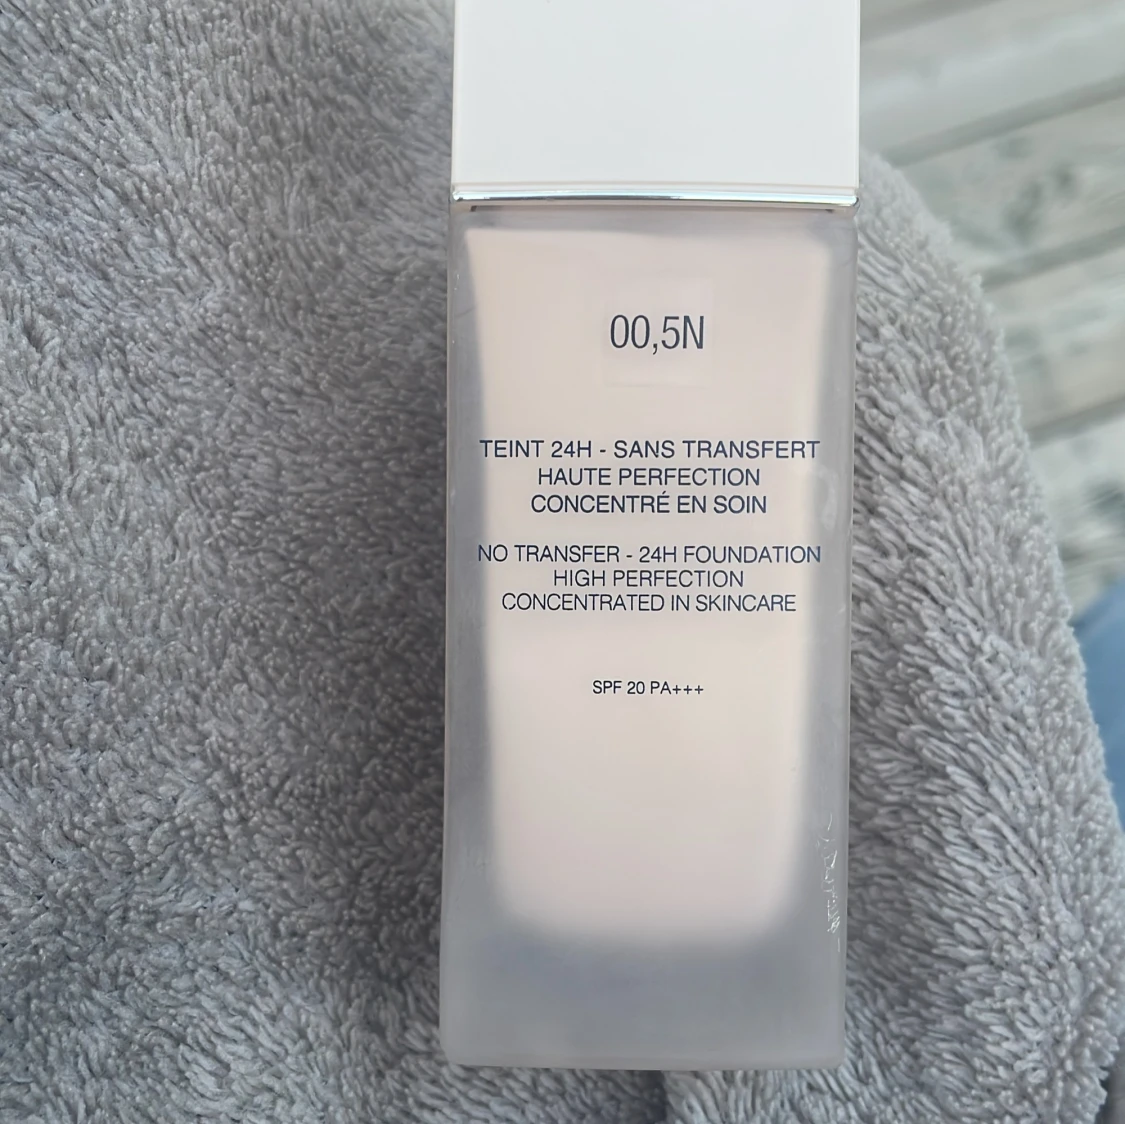 00,5N
TEINT 24H - SANS TRANSFERT
HAUTE PERFECTION
CONCENTRÉ EN SOIN
NO TRANSFER - 24H FOUNDATION
HIGH PERFECTION
CONCENTRATED IN SKINCARE
SPF 20 PA+++